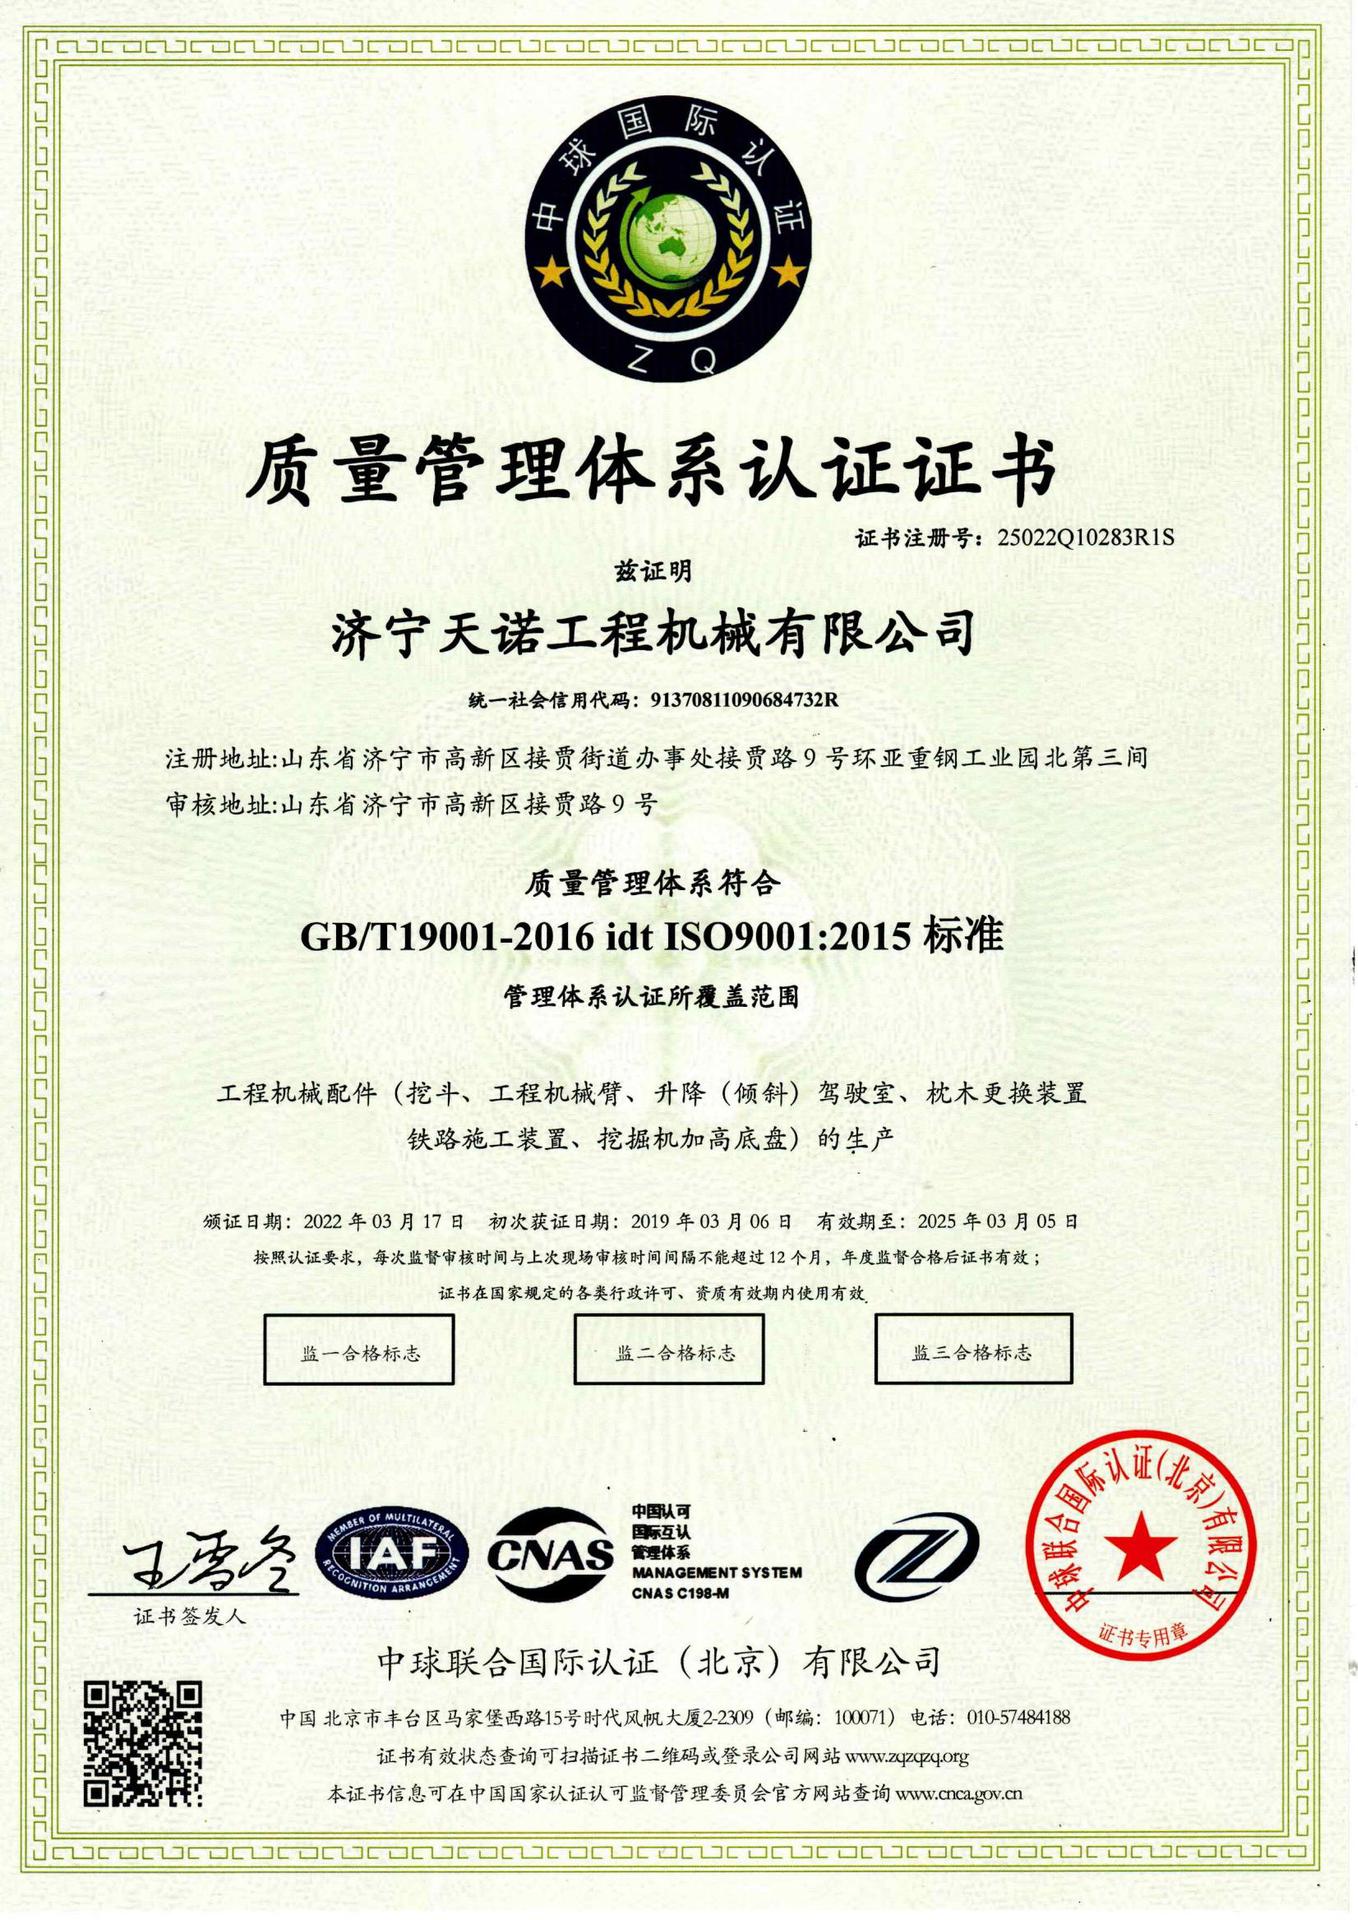 中球国际认证
ZQ
质量管理体系认证证书
证书注册号：25022Q10283R1S
兹证明
济宁天诺工程机械有限公司
统一社会信用代码：91370811090684732R
注册地址:山东省济宁市高新区接贾街道办事处接贾路9号环亚重钢工业园北第三间
审核地址:山东省济宁市高新区接贾路9号
质量管理体系符合
GB/T19001-2016 idt ISO9001:2015 标准
管理体系认证所覆盖范围
工程机械配件（挖斗、工程机械臂、升降（倾斜）驾驶室、枕木更换装置
铁路施工装置、挖掘机加高底盘）的生产
颁证日期：2022年03月17日 初次获证日期：2019年03月06日 有效期至：2025年03月05日
按照认证要求，每次监督审核时间与上次现场审核时间间隔不能超过12个月，年度监督合格后证书有效；
证书在国家规定的各类行政许可、资质有效期内使用有效
监一合格标志
监二合格标志
监三合格标志
王雪冬
证书签发人
MEMBER OF MULTILATERAL
IAF
RECOGNITION ARRANGEMENT
CNAS
中国认可
国际互认
管理体系
MANAGEMENT SYSTEM
CNAS C198-M
中球联合国际认证(北京)有限公司
证书专用章
中球联合国际认证（北京）有限公司
中国 北京市丰台区马家堡西路15号时代风帆大厦2-2309（邮编：100071）电话：010-57484188
证书有效状态查询可扫描证书二维码或登录公司网站 www.zqzqzq.org
本证书信息可在中国国家认证认可监督管理委员会官方网站查询 www.cnca.gov.cn